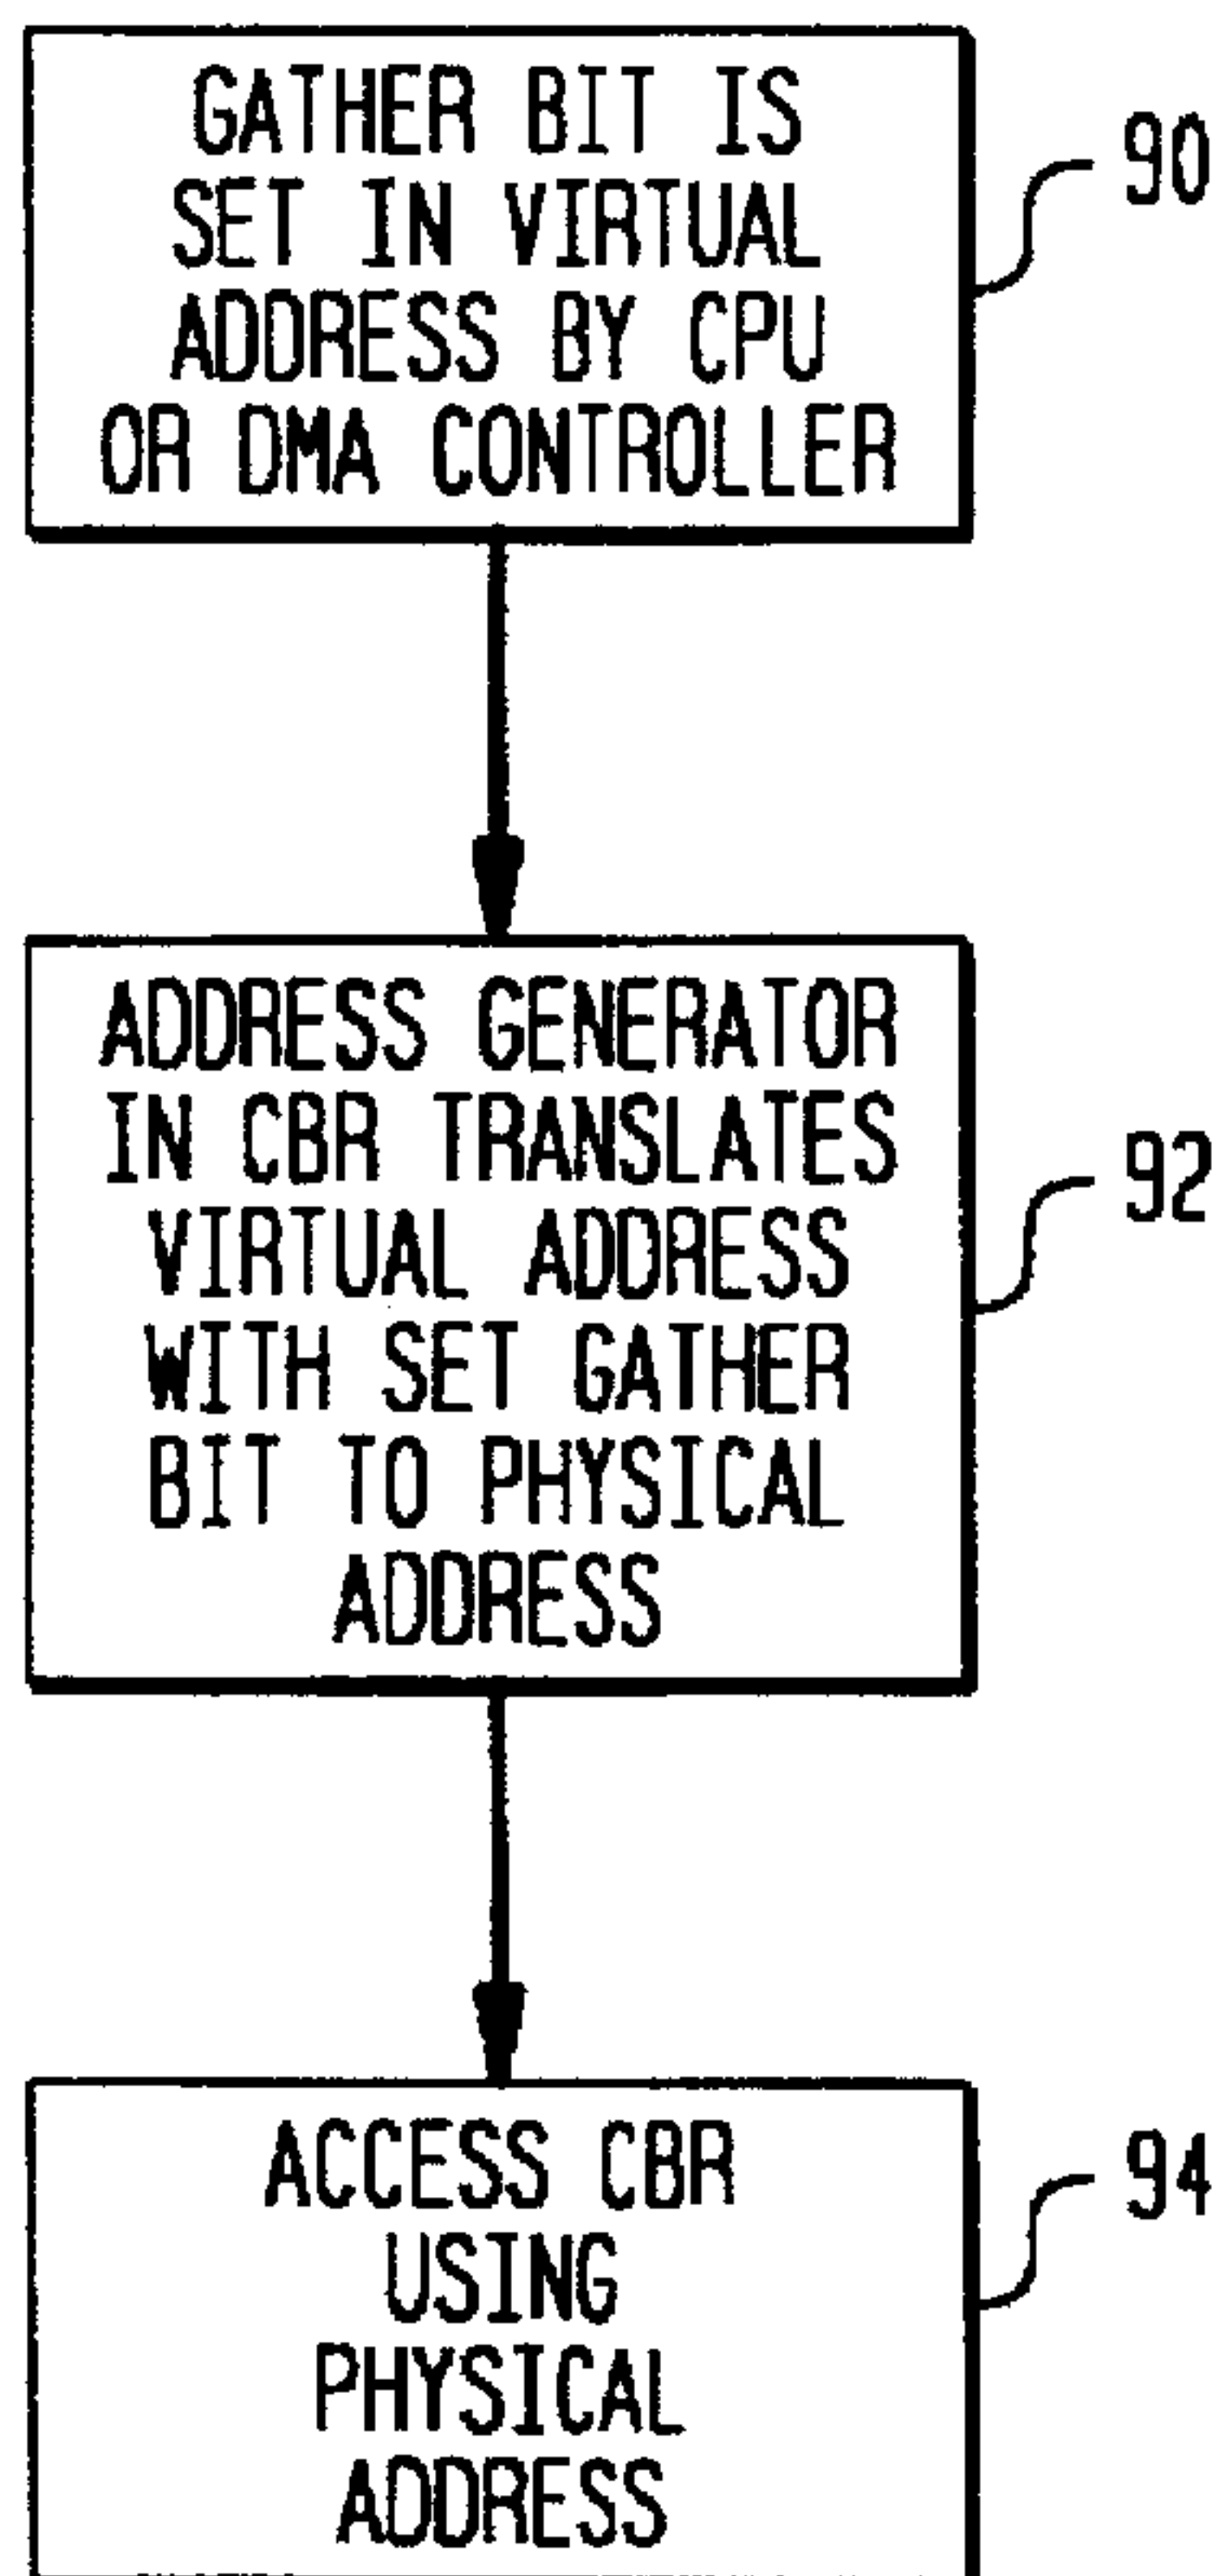 GATHER BIT IS
SET IN VIRTUAL
ADDRESS BY CPU
OR DMA CONTROLLER
90
ADDRESS GENERATOR
IN CBR TRANSLATES
VIRTUAL ADDRESS
WITH SET GATHER
BIT TO PHYSICAL
ADDRESS
92
ACCESS CBR
USING
PHYSICAL
ADDRESS
94